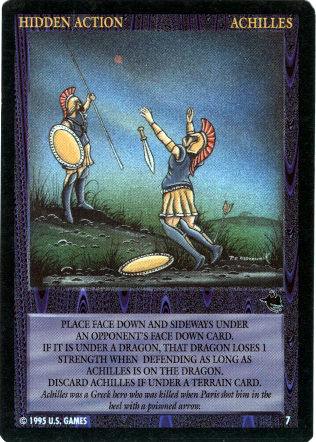 HIDDEN ACTION ACHILLES
PLACE FACE DOWN AND SIDEWAYS UNDER
AN OPPONENT'S FACE DOWN CARD.
IF IT IS UNDER A DRAGON, THAT DRAGON LOSES 1
STRENGTH WHEN DEFENDING AS LONG AS
ACHILLES IS ON THE DRAGON.
DISCARD ACHILLES IF UNDER A TERRAIN CARD.
Achilles was a Greek hero who was killed when Paris shot him in the
heel with a poisoned arrow.
© 1995 U.S. GAMES 7